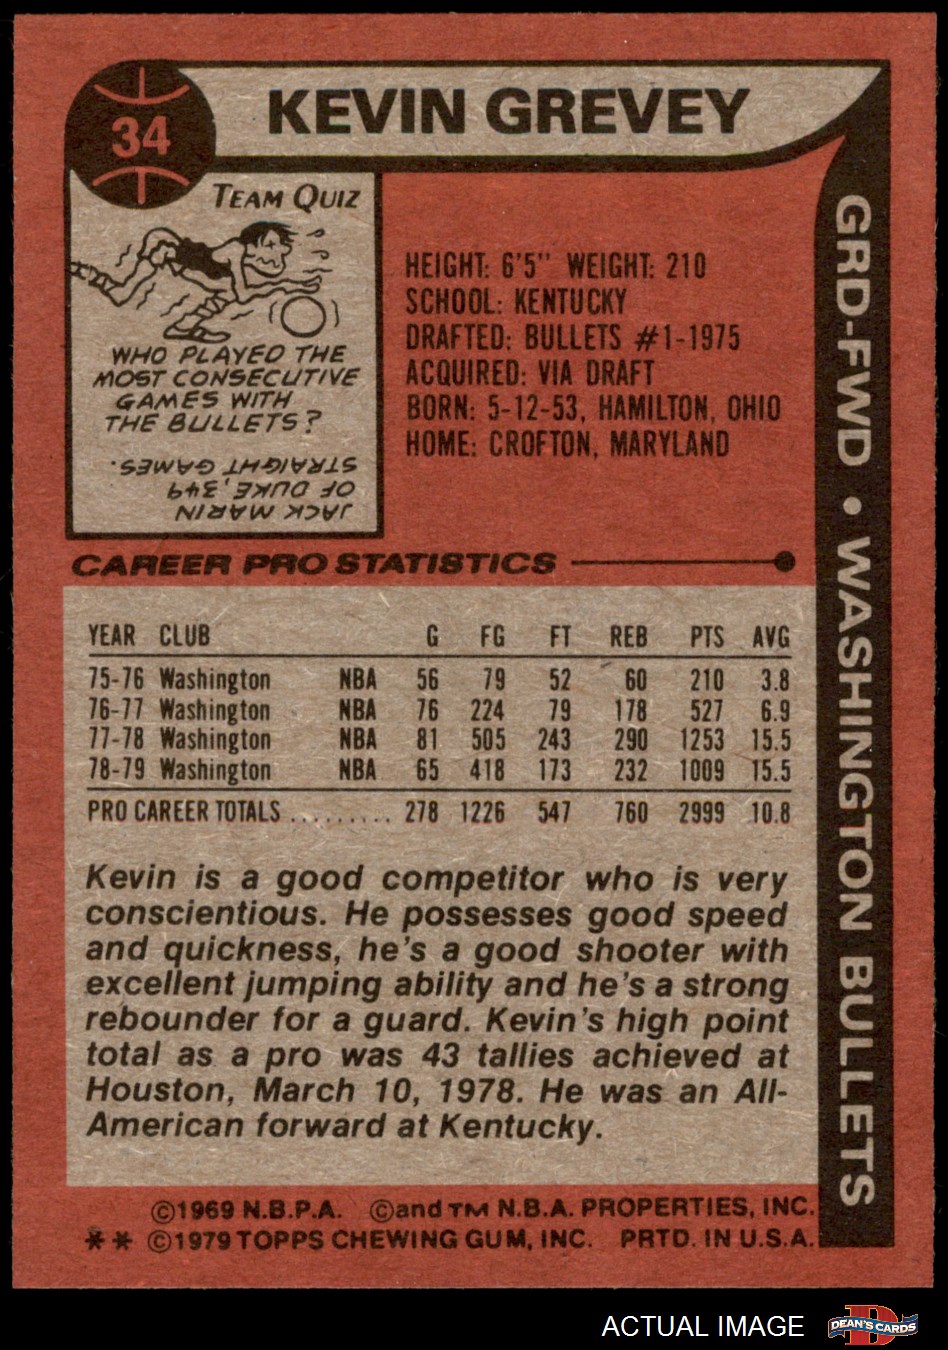 34
KEVIN GREVEY
TEAM QUIZ
WHO PLAYED THE
MOST CONSECUTIVE
GAMES WITH
THE BULLETS?
JACK MARIN
OF DUKE, 349
STRAIGHT GAMES.
HEIGHT: 6'5" WEIGHT: 210
SCHOOL: KENTUCKY
DRAFTED: BULLETS #1-1975
ACQUIRED: VIA DRAFT
BORN: 5-12-53, HAMILTON, OHIO
HOME: CROFTON, MARYLAND
GRD-FWD • WASHINGTON BULLETS
CAREER PRO STATISTICS
YEAR CLUB G FG FT REB PTS AVG
75-76 Washington NBA 56 79 52 60 210 3.8
76-77 Washington NBA 76 224 79 178 527 6.9
77-78 Washington NBA 81 505 243 290 1253 15.5
78-79 Washington NBA 65 418 173 232 1009 15.5
PRO CAREER TOTALS .......... 278 1226 547 760 2999 10.8
Kevin is a good competitor who is very
conscientious. He possesses good speed
and quickness, he's a good shooter with
excellent jumping ability and he's a strong
rebounder for a guard. Kevin's high point
total as a pro was 43 tallies achieved at
Houston, March 10, 1978. He was an All-
American forward at Kentucky.
©1969 N.B.P.A. ©and TM N.B.A. PROPERTIES, INC.
** ©1979 TOPPS CHEWING GUM, INC. PRTD. IN U.S.A.
ACTUAL IMAGE
D
DEAN'S CARDS